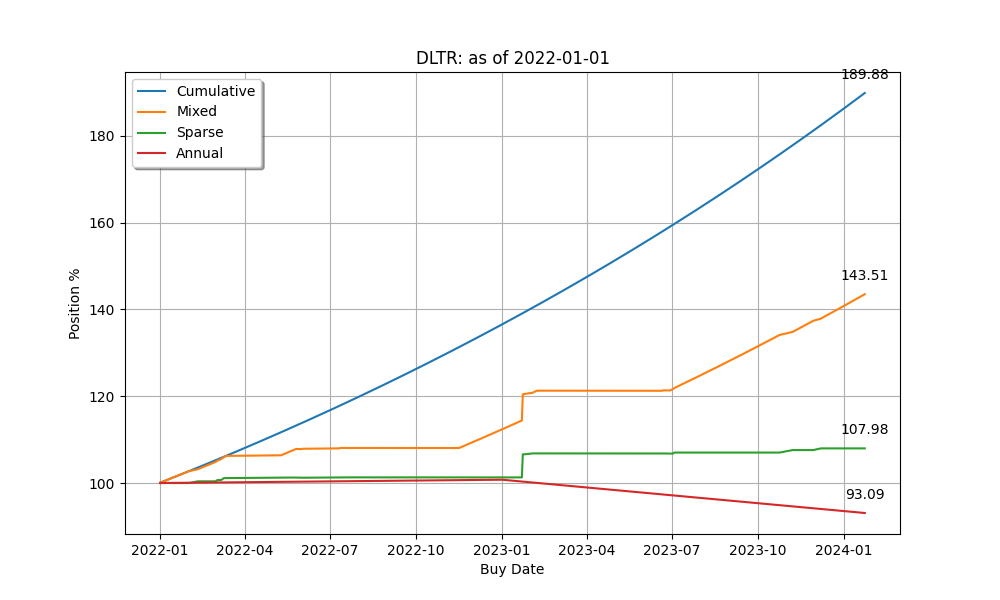 DLTR: as of 2022-01-01
189.88
Cumulative
Mixed
Sparse
Annual
180
160
143.51
140
120
107.98
100
93.09
Position %
2022-01 2022-04 2022-07 2022-10 2023-01 2023-04 2023-07 2023-10 2024-01
Buy Date